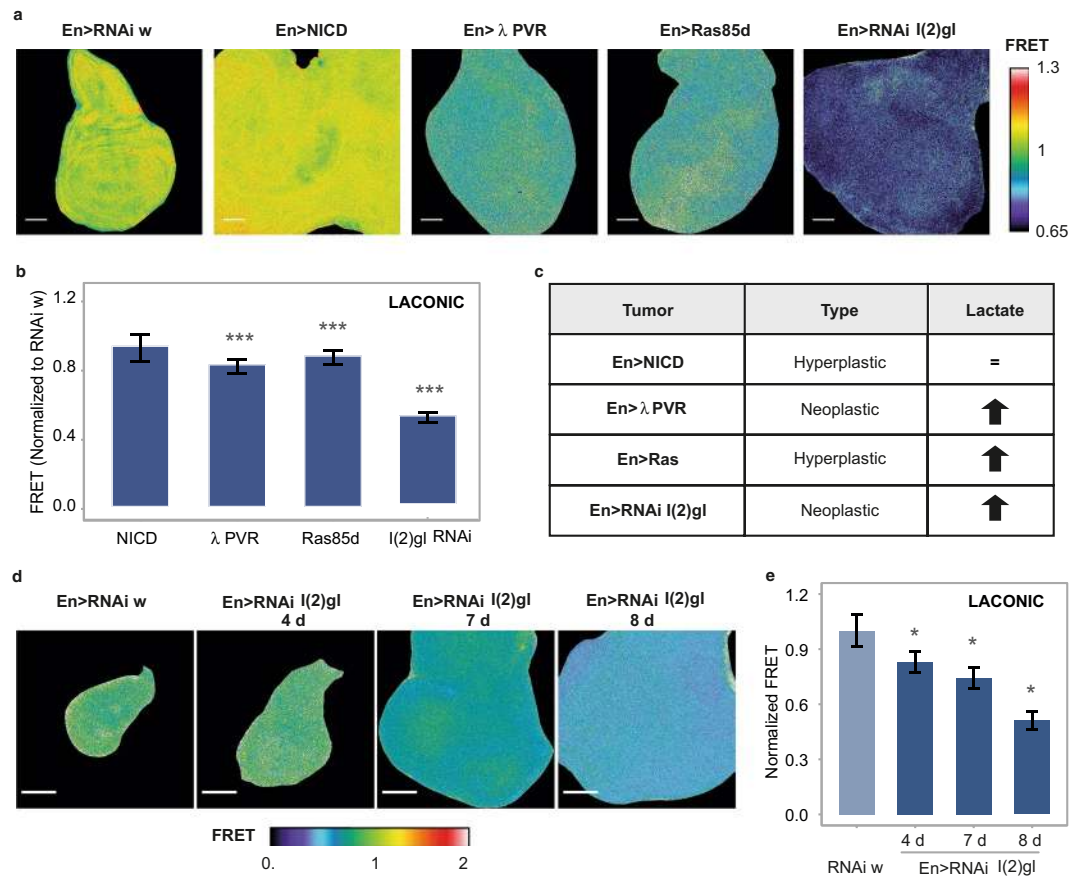 a
En>RNAi w
En>NICD
En> λ PVR
En>Ras85d
En>RNAi l(2)gl
FRET
1.3
1
0.65
b
FRET (Normalized to RNAi w)
1.2
0.8
0.4
0.0
LACONIC
***
***
***
NICD
λ PVR
Ras85d
l(2)gl RNAi
c
Tumor Type Lactate
En>NICD Hyperplastic =
En> λ PVR Neoplastic
En>Ras Hyperplastic
En>RNAi l(2)gl Neoplastic
d
En>RNAi w
En>RNAi l(2)gl
4 d
En>RNAi l(2)gl
7 d
En>RNAi l(2)gl
8 d
FRET
0. 1 2
e
Normalized FRET
1.2
0.9
0.6
0.3
0.0
LACONIC
*
*
*
4 d 7 d 8 d
RNAi w En>RNAi l(2)gl